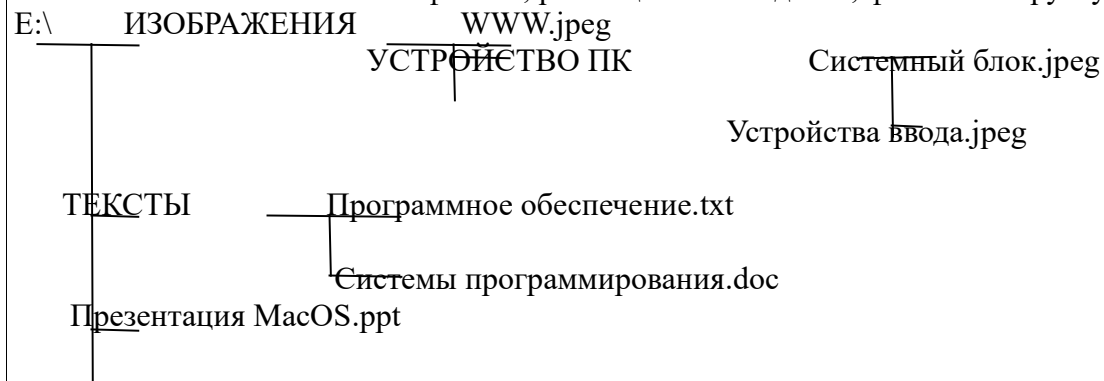 E:\ ИЗОБРАЖЕНИЯ WWW.jpeg
УСТРОЙСТВО ПК Системный блок.jpeg
Устройства ввода.jpeg
ТЕКСТЫ Программное обеспечение.txt
Системы программирования.doc
Презентация MacOS.ppt